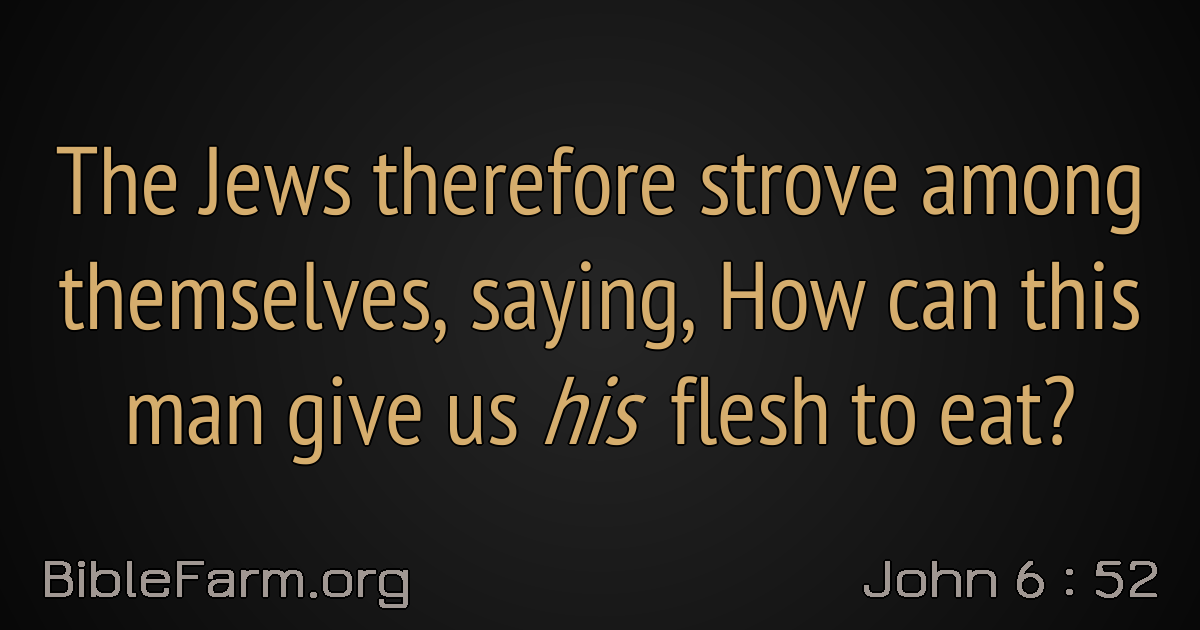 The Jews therefore strove among
themselves, saying, How can this
man give us his flesh to eat?
BibleFarm.org
John 6 : 52